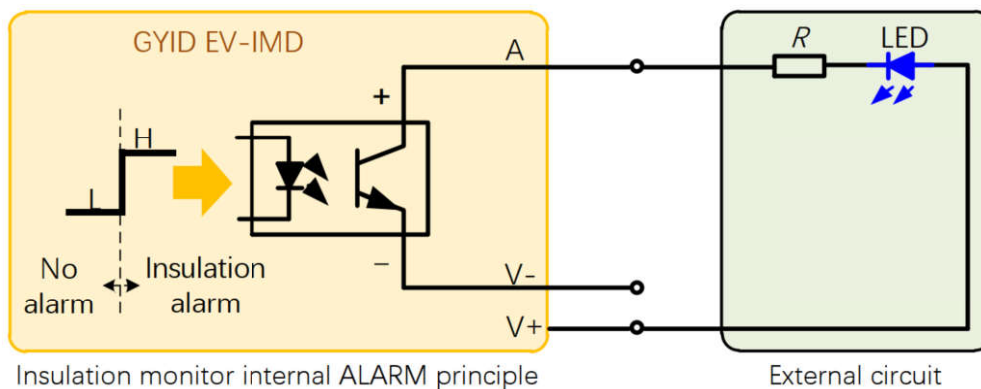 GYID EV-IMD
A
R
LED
+
H
L
−
No
alarm
Insulation
alarm
V-
V+
Insulation monitor internal ALARM principle
External circuit